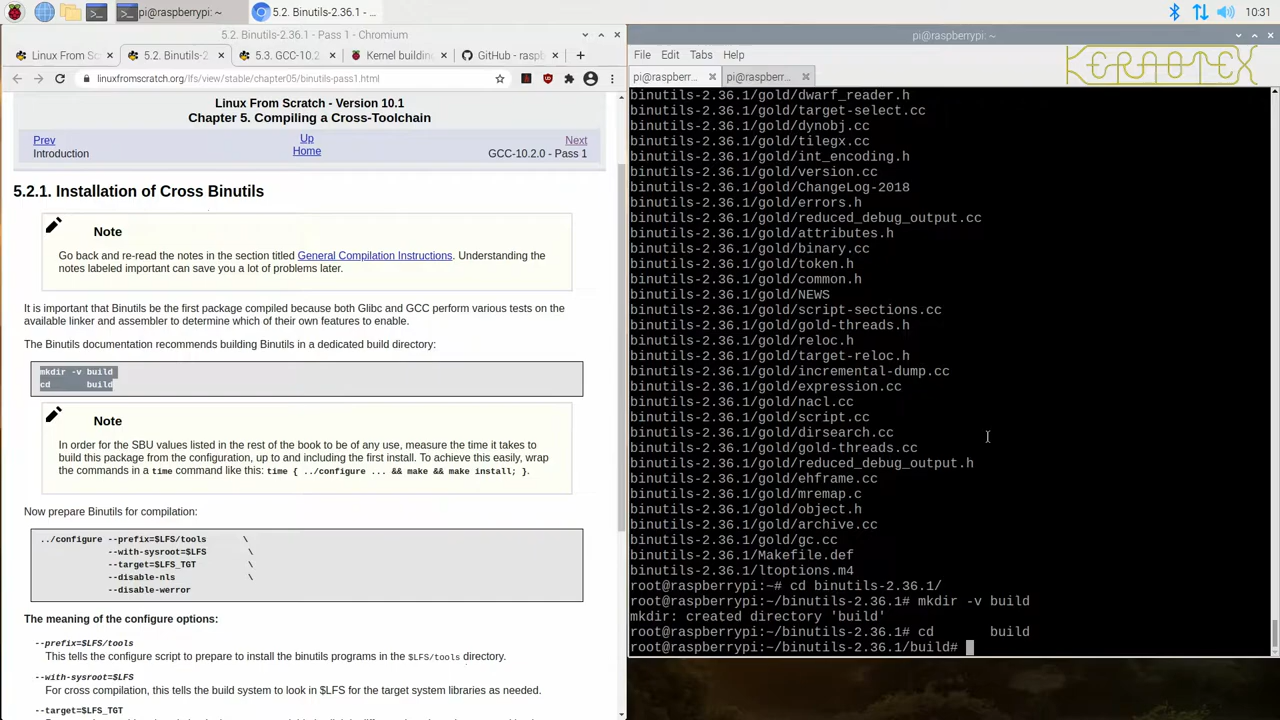 pi@raspberrypi: ~
5.2. Binutils-2.36.1 - ...
10:31
5.2. Binutils-2.36.1 - Pass 1 - Chromium
Linux From Sc
5.2. Binutils-2
5.3. GCC-10.2
Kernel building
GitHub - rasp
linuxfromscratch.org/lfs/view/stable/chapter05/binutils-pass1.html
Linux From Scratch - Version 10.1
Chapter 5. Compiling a Cross-Toolchain
Prev
Up
Next
Introduction
Home
GCC-10.2.0 - Pass 1
5.2.1. Installation of Cross Binutils
Note
Go back and re-read the notes in the section titled General Compilation Instructions. Understanding the
notes labeled important can save you a lot of problems later.
It is important that Binutils be the first package compiled because both Glibc and GCC perform various tests on the
available linker and assembler to determine which of their own features to enable.
The Binutils documentation recommends building Binutils in a dedicated build directory:
mkdir -v build
cd       build
Note
In order for the SBU values listed in the rest of the book to be of any use, measure the time it takes to
build this package from the configuration, up to and including the first install. To achieve this easily, wrap
the commands in a time command like this: time { ../configure ... && make && make install; }.
Now prepare Binutils for compilation:
../configure --prefix=$LFS/tools       \
--with-sysroot=$LFS        \
--target=$LFS_TGT          \
--disable-nls              \
--disable-werror
The meaning of the configure options:
--prefix=$LFS/tools
This tells the configure script to prepare to install the binutils programs in the $LFS/tools directory.
--with-sysroot=$LFS
For cross compilation, this tells the build system to look in $LFS for the target system libraries as needed.
--target=$LFS_TGT
pi@raspberrypi: ~
File Edit Tabs Help
KEROOTEX
pi@raspberr...
pi@raspberr...
binutils-2.36.1/gold/dwarf_reader.h
binutils-2.36.1/gold/target-select.cc
binutils-2.36.1/gold/dynobj.cc
binutils-2.36.1/gold/tilegx.cc
binutils-2.36.1/gold/int_encoding.h
binutils-2.36.1/gold/version.cc
binutils-2.36.1/gold/ChangeLog-2018
binutils-2.36.1/gold/errors.h
binutils-2.36.1/gold/reduced_debug_output.cc
binutils-2.36.1/gold/attributes.h
binutils-2.36.1/gold/binary.cc
binutils-2.36.1/gold/token.h
binutils-2.36.1/gold/common.h
binutils-2.36.1/gold/NEWS
binutils-2.36.1/gold/script-sections.cc
binutils-2.36.1/gold/gold-threads.h
binutils-2.36.1/gold/reloc.h
binutils-2.36.1/gold/target-reloc.h
binutils-2.36.1/gold/incremental-dump.cc
binutils-2.36.1/gold/expression.cc
binutils-2.36.1/gold/nacl.cc
binutils-2.36.1/gold/script.cc
binutils-2.36.1/gold/dirsearch.cc
binutils-2.36.1/gold/gold-threads.cc
binutils-2.36.1/gold/reduced_debug_output.h
binutils-2.36.1/gold/ehframe.cc
binutils-2.36.1/gold/mremap.c
binutils-2.36.1/gold/object.h
binutils-2.36.1/gold/archive.cc
binutils-2.36.1/gold/gc.cc
binutils-2.36.1/Makefile.def
binutils-2.36.1/ltoptions.m4
root@raspberrypi:~# cd binutils-2.36.1/
root@raspberrypi:~/binutils-2.36.1# mkdir -v build
mkdir: created directory 'build'
root@raspberrypi:~/binutils-2.36.1# cd       build
root@raspberrypi:~/binutils-2.36.1/build#